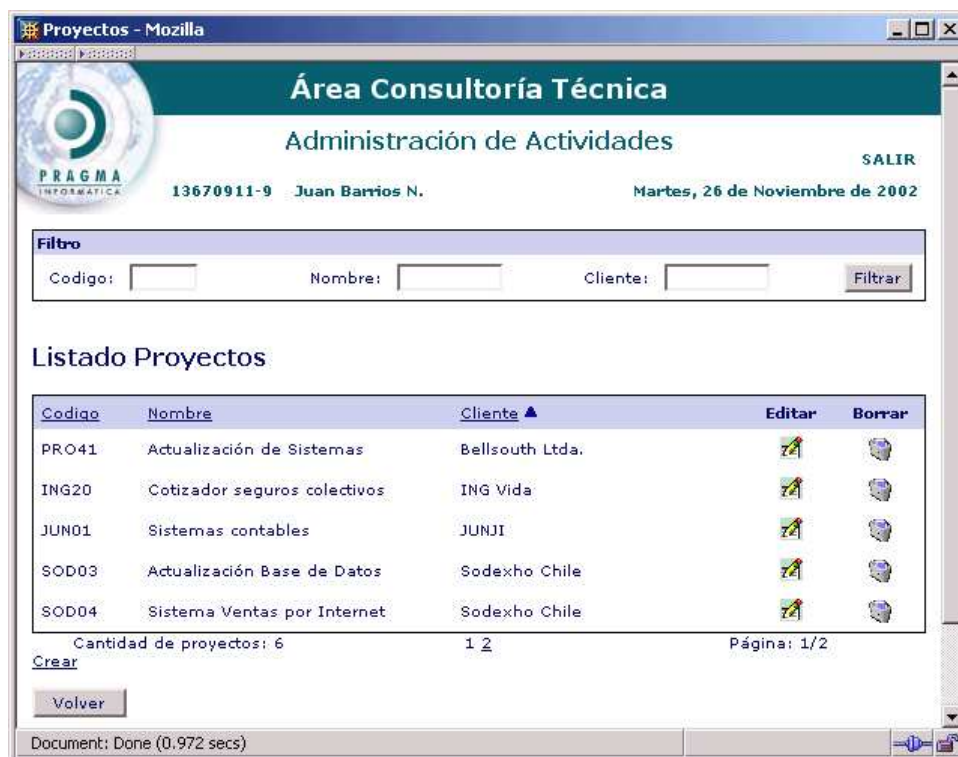 Proyectos - Mozilla
Área Consultoría Técnica
Administración de Actividades
SALIR
PRAGMA
INFORMATICA
13670911-9 Juan Barrios N. Martes, 26 de Noviembre de 2002
Filtro
Codigo: Nombre: Cliente: Filtrar
Listado Proyectos
Codigo Nombre Cliente ▲ Editar Borrar
PRO41 Actualización de Sistemas Bellsouth Ltda.
ING20 Cotizador seguros colectivos ING Vida
JUN01 Sistemas contables JUNJI
SOD03 Actualización Base de Datos Sodexho Chile
SOD04 Sistema Ventas por Internet Sodexho Chile
Cantidad de proyectos: 6 1 2 Página: 1/2
Crear
Volver
Document: Done (0.972 secs)